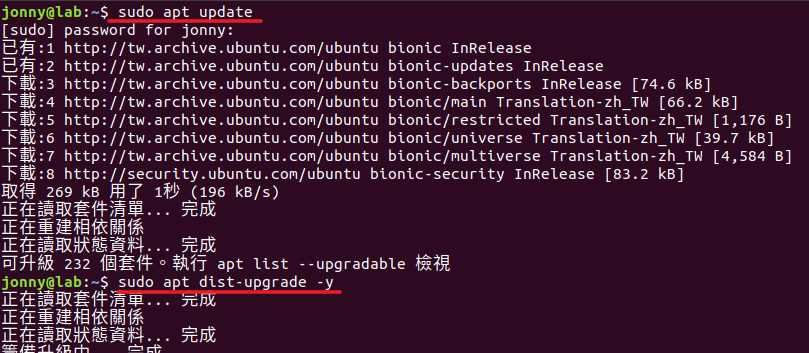 jonny@lab:~$ sudo apt update
[sudo] password for jonny:
已有:1 http://tw.archive.ubuntu.com/ubuntu bionic InRelease
已有:2 http://tw.archive.ubuntu.com/ubuntu bionic-updates InRelease
下載:3 http://tw.archive.ubuntu.com/ubuntu bionic-backports InRelease [74.6 kB]
下載:4 http://tw.archive.ubuntu.com/ubuntu bionic/main Translation-zh_TW [66.2 kB]
下載:5 http://tw.archive.ubuntu.com/ubuntu bionic/restricted Translation-zh_TW [1,176 B]
下載:6 http://tw.archive.ubuntu.com/ubuntu bionic/universe Translation-zh_TW [39.7 kB]
下載:7 http://tw.archive.ubuntu.com/ubuntu bionic/multiverse Translation-zh_TW [4,584 B]
下載:8 http://security.ubuntu.com/ubuntu bionic-security InRelease [83.2 kB]
取得 269 kB 用了 1秒 (196 kB/s)
正在讀取套件清單... 完成
正在重建相依關係
正在讀取狀態資料... 完成
可升級 232 個套件。執行 apt list --upgradable 檢視
jonny@lab:~$ sudo apt dist-upgrade -y
正在讀取套件清單... 完成
正在重建相依關係
正在讀取狀態資料... 完成
籌備升級中... 完成